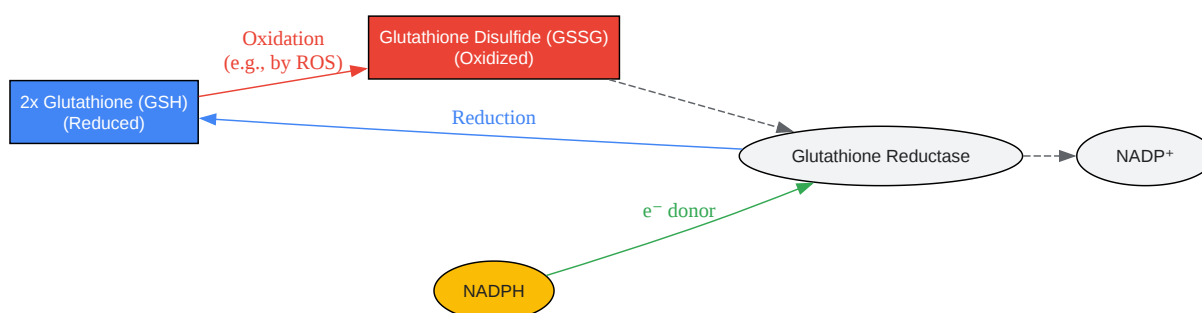 Oxidation
(e.g., by ROS)
Glutathione Disulfide (GSSG)
(Oxidized)
2x Glutathione (GSH)
(Reduced)
Reduction
Glutathione Reductase
NADP⁺
e⁻ donor
NADPH